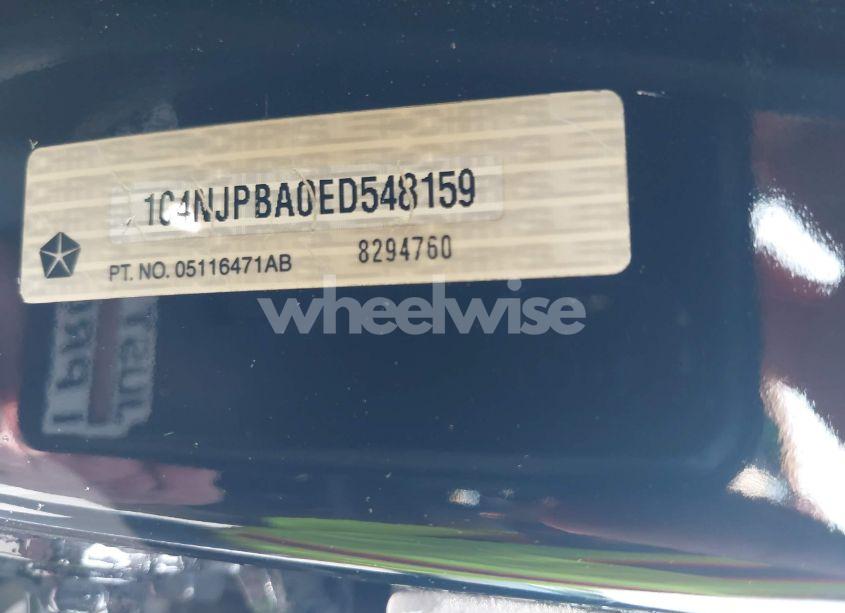 1C4NJPBA0ED548159
PT. NO. 05116471AB
8294760
wheelwise